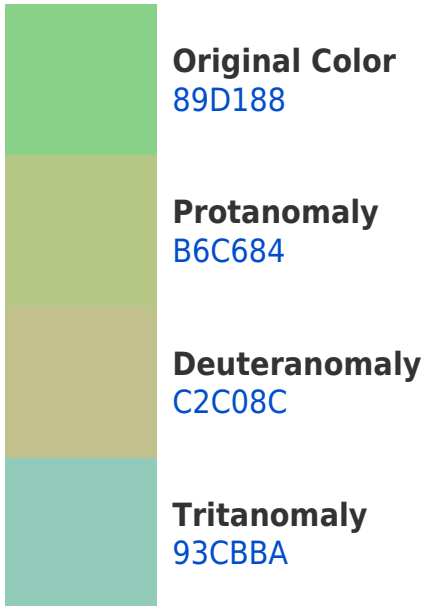 Original Color
89D188
Protanomaly
B6C684
Deuteranomaly
C2C08C
Tritanomaly
93CBBA